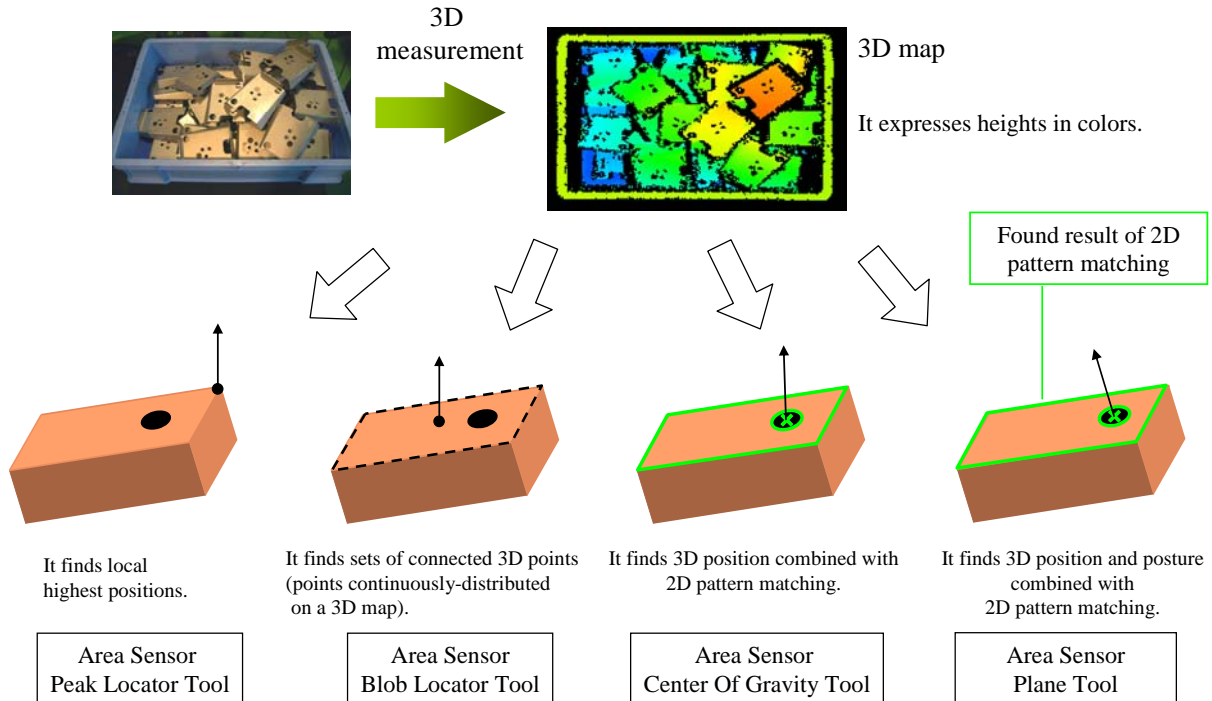 3D
measurement
3D map
It expresses heights in colors.
Found result of 2D
pattern matching
It finds local
highest positions.
It finds sets of connected 3D points
(points continuously-distributed
on a 3D map).
It finds 3D position combined with
2D pattern matching.
It finds 3D position and posture
combined with
2D pattern matching.
Area Sensor
Peak Locator Tool
Area Sensor
Blob Locator Tool
Area Sensor
Center Of Gravity Tool
Area Sensor
Plane Tool